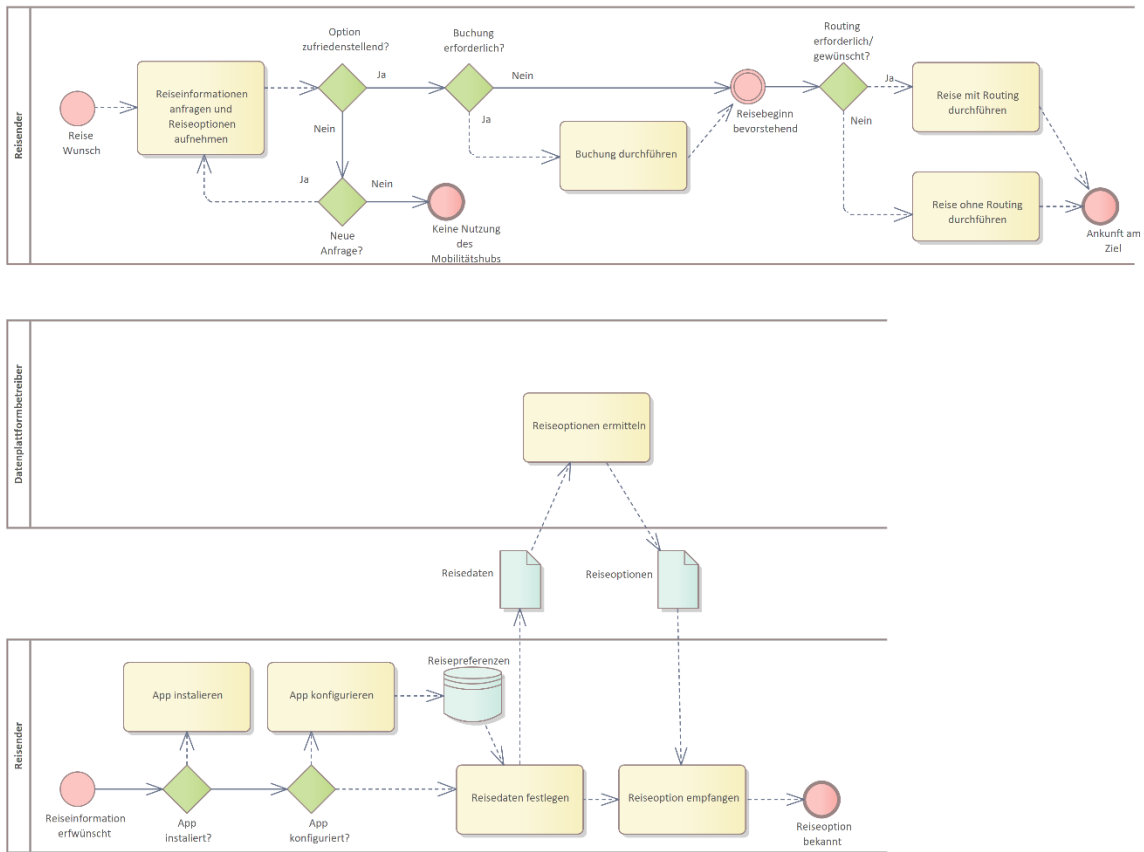 Reisender
Reise
Wunsch
Reiseinformationen
anfragen und
Reiseoptionen
aufnehmen
Option
zufriedenstellend?
Ja
Nein
Ja
Nein
Neue
Anfrage?
Keine Nutzung
des
Mobilitätshubs
Buchung
erforderlich?
Nein
Ja
Buchung durchführen
Reisebeginn
bevorstehend
Routing
erforderlich/
gewünscht?
Ja
Nein
Reise mit Routing
durchführen
Reise ohne Routing
durchführen
Ankunft am
Ziel
Datenplattformbetreiber
Reiseoptionen ermitteln
Reisedaten
Reiseoptionen
Reisender
Reiseinformation
erfwünscht
App instalieren
App
instaliert?
App konfigurieren
App
konfiguriert?
Reisepreferenzen
Reisedaten festlegen
Reiseoption empfangen
Reiseoption
bekannt